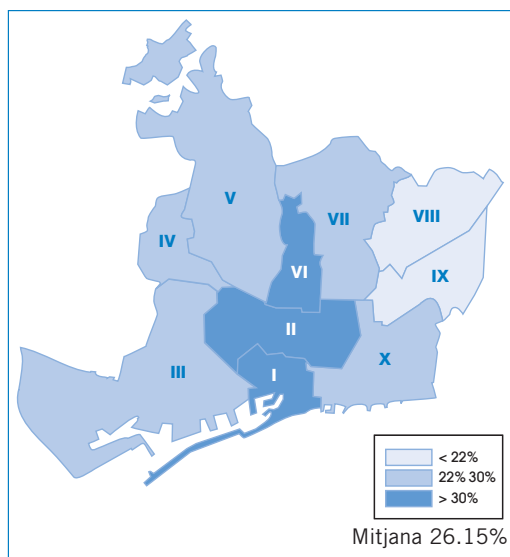 V
VII
VIII
IV
VI
IX
II
X
III
I
< 22%
22% 30%
> 30%
Mitjana 26.15%